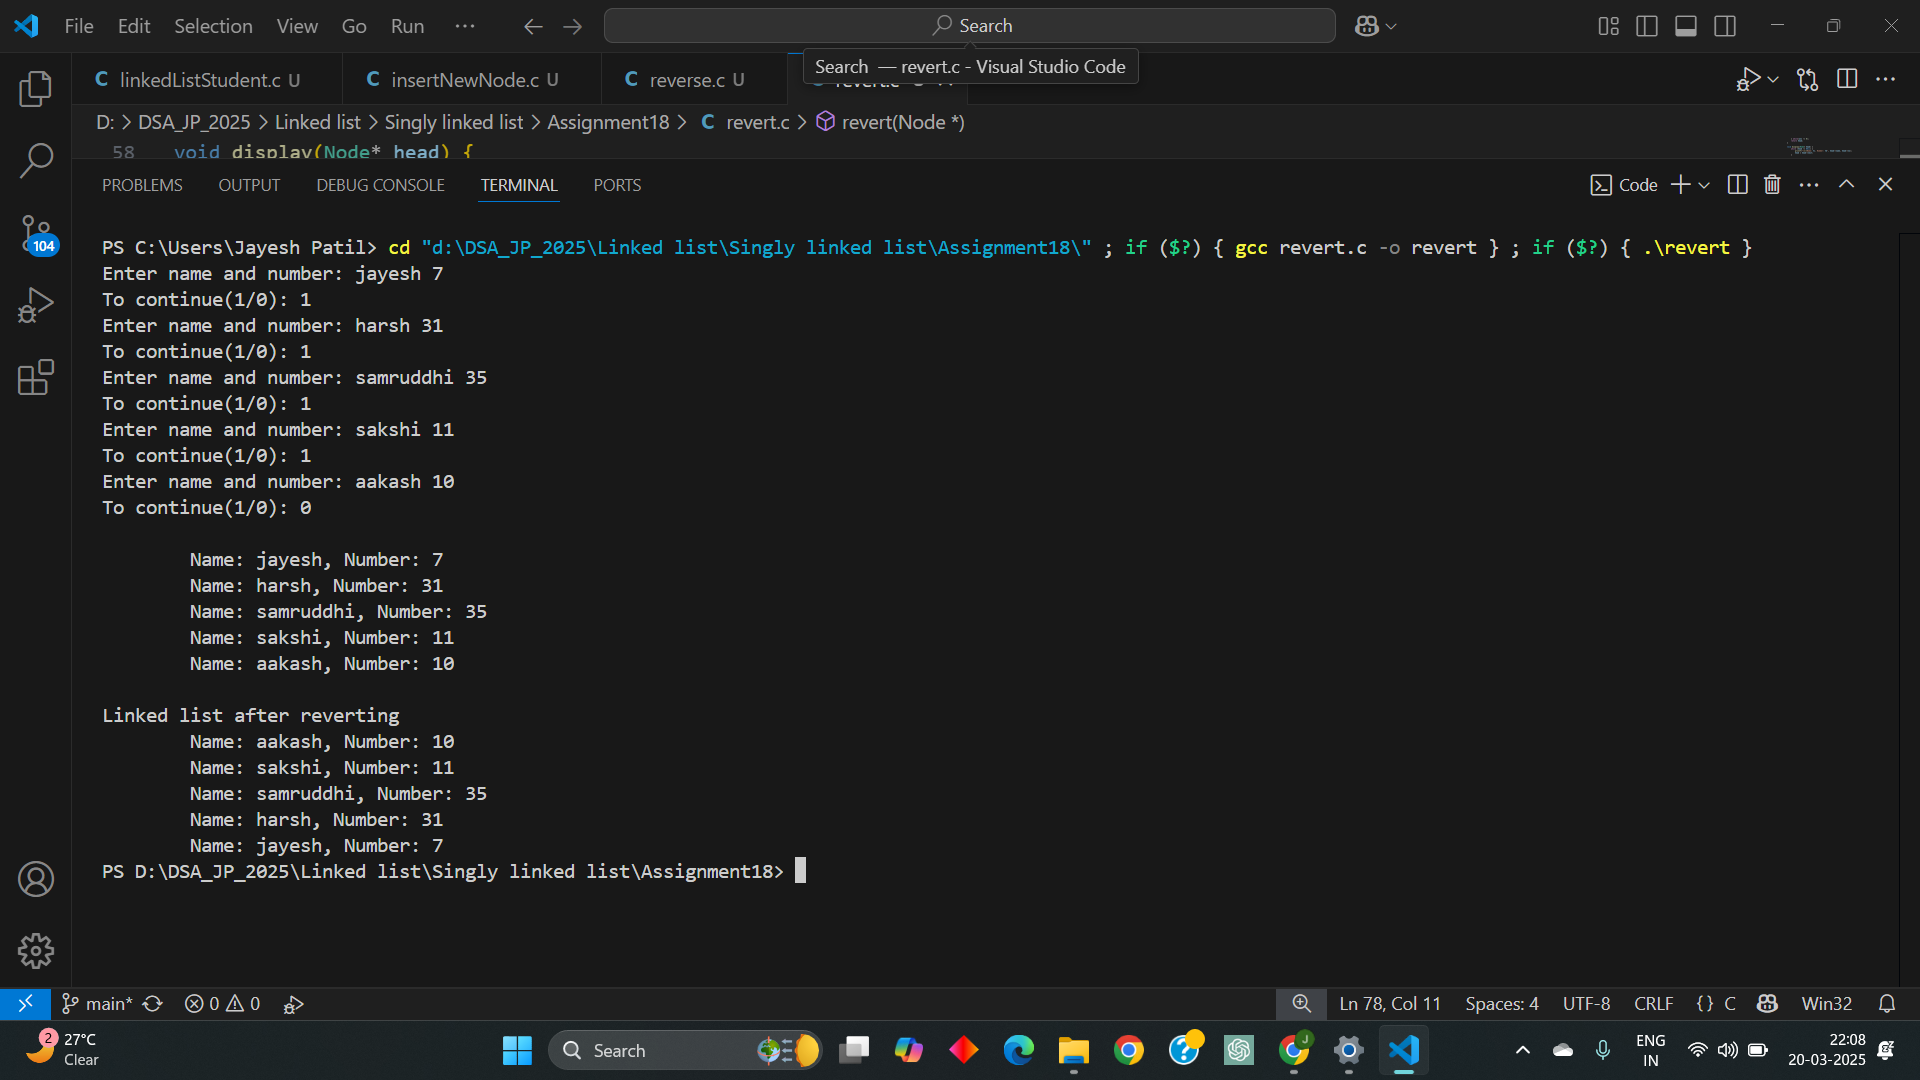 File Edit Selection View Go Run ··· Search
Search — revert.c - Visual Studio Code
C linkedListStudent.c U C insertNewNode.c U C reverse.c U revert.c U
D: > DSA_JP_2025 > Linked list > Singly linked list > Assignment18 > C revert.c > revert(Node *)
58 void display(Node* head) {
PROBLEMS OUTPUT DEBUG CONSOLE TERMINAL PORTS Code
104
PS C:\Users\Jayesh Patil> cd "d:\DSA_JP_2025\Linked list\Singly linked list\Assignment18\" ; if ($?) { gcc revert.c -o revert } ; if ($?) { .\revert }
Enter name and number: jayesh 7
To continue(1/0): 1
Enter name and number: harsh 31
To continue(1/0): 1
Enter name and number: samruddhi 35
To continue(1/0): 1
Enter name and number: sakshi 11
To continue(1/0): 1
Enter name and number: aakash 10
To continue(1/0): 0
Name: jayesh, Number: 7
Name: harsh, Number: 31
Name: samruddhi, Number: 35
Name: sakshi, Number: 11
Name: aakash, Number: 10
Linked list after reverting
Name: aakash, Number: 10
Name: sakshi, Number: 11
Name: samruddhi, Number: 35
Name: harsh, Number: 31
Name: jayesh, Number: 7
PS D:\DSA_JP_2025\Linked list\Singly linked list\Assignment18>
main* 0 0 Ln 78, Col 11 Spaces: 4 UTF-8 CRLF {} C Win32
2 27°C Search J ENG 22:08
Clear IN 20-03-2025